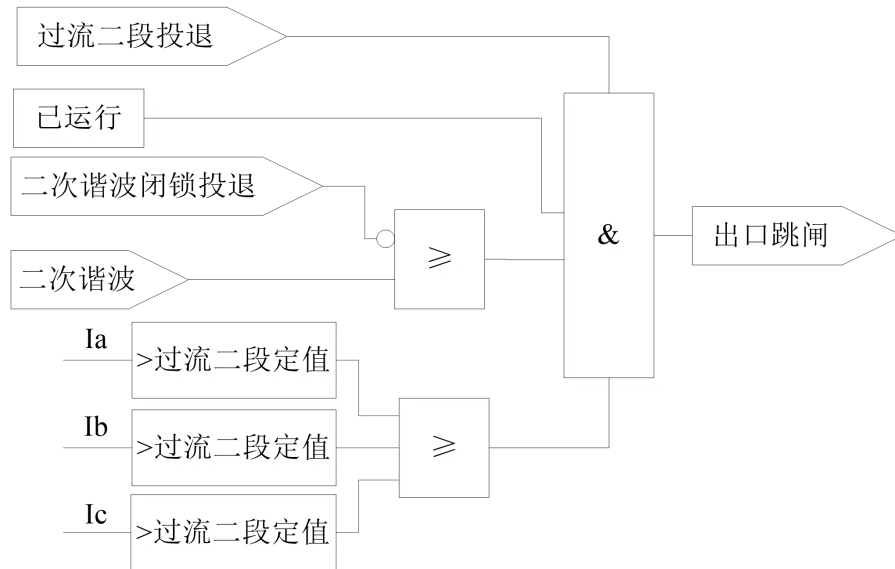 过流二段投退
已运行
二次谐波闭锁投退
二次谐波
⩾
&
出口跳闸
Ia
>过流二段定值
Ib
>过流二段定值
Ic
>过流二段定值
⩾